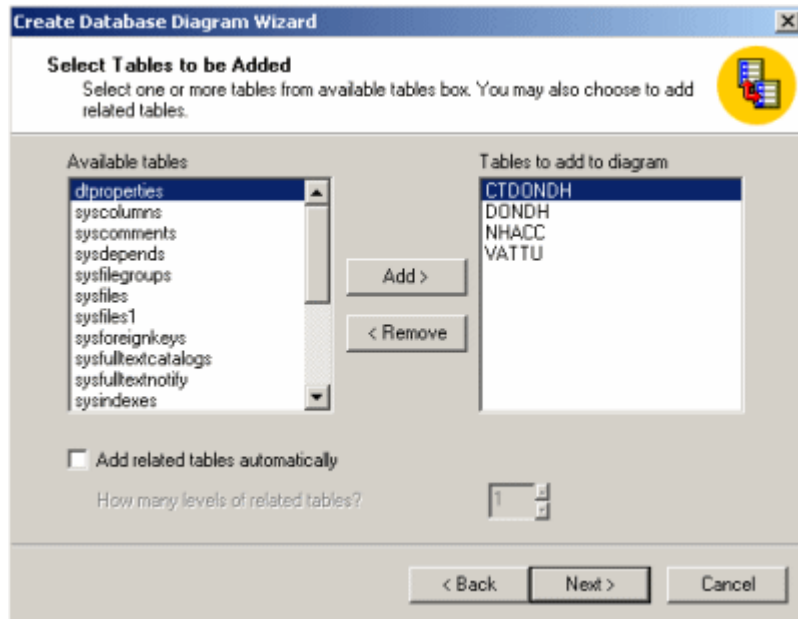 Create Database Diagram Wizard
Select Tables to be Added
Select one or more tables from available tables box. You may also choose to add
related tables.
Available tables
dtproperties
syscolumns
syscomments
sysdepends
sysfilegroups
sysfiles
sysfiles1
sysforeignkeys
sysfulltextcatalogs
sysfulltextnotify
sysindexes
Add >
< Remove
Tables to add to diagram
CTDONDH
DONDH
NHACC
VATTU
Add related tables automatically
How many levels of related tables?
1
< Back
Next >
Cancel